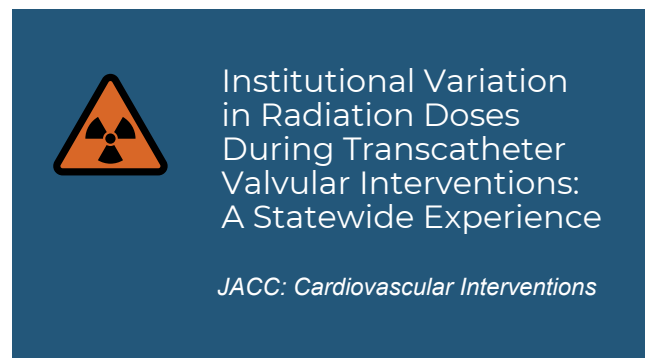 Institutional Variation
in Radiation Doses
During Transcatheter
Valvular Interventions:
A Statewide Experience
JACC: Cardiovascular Interventions